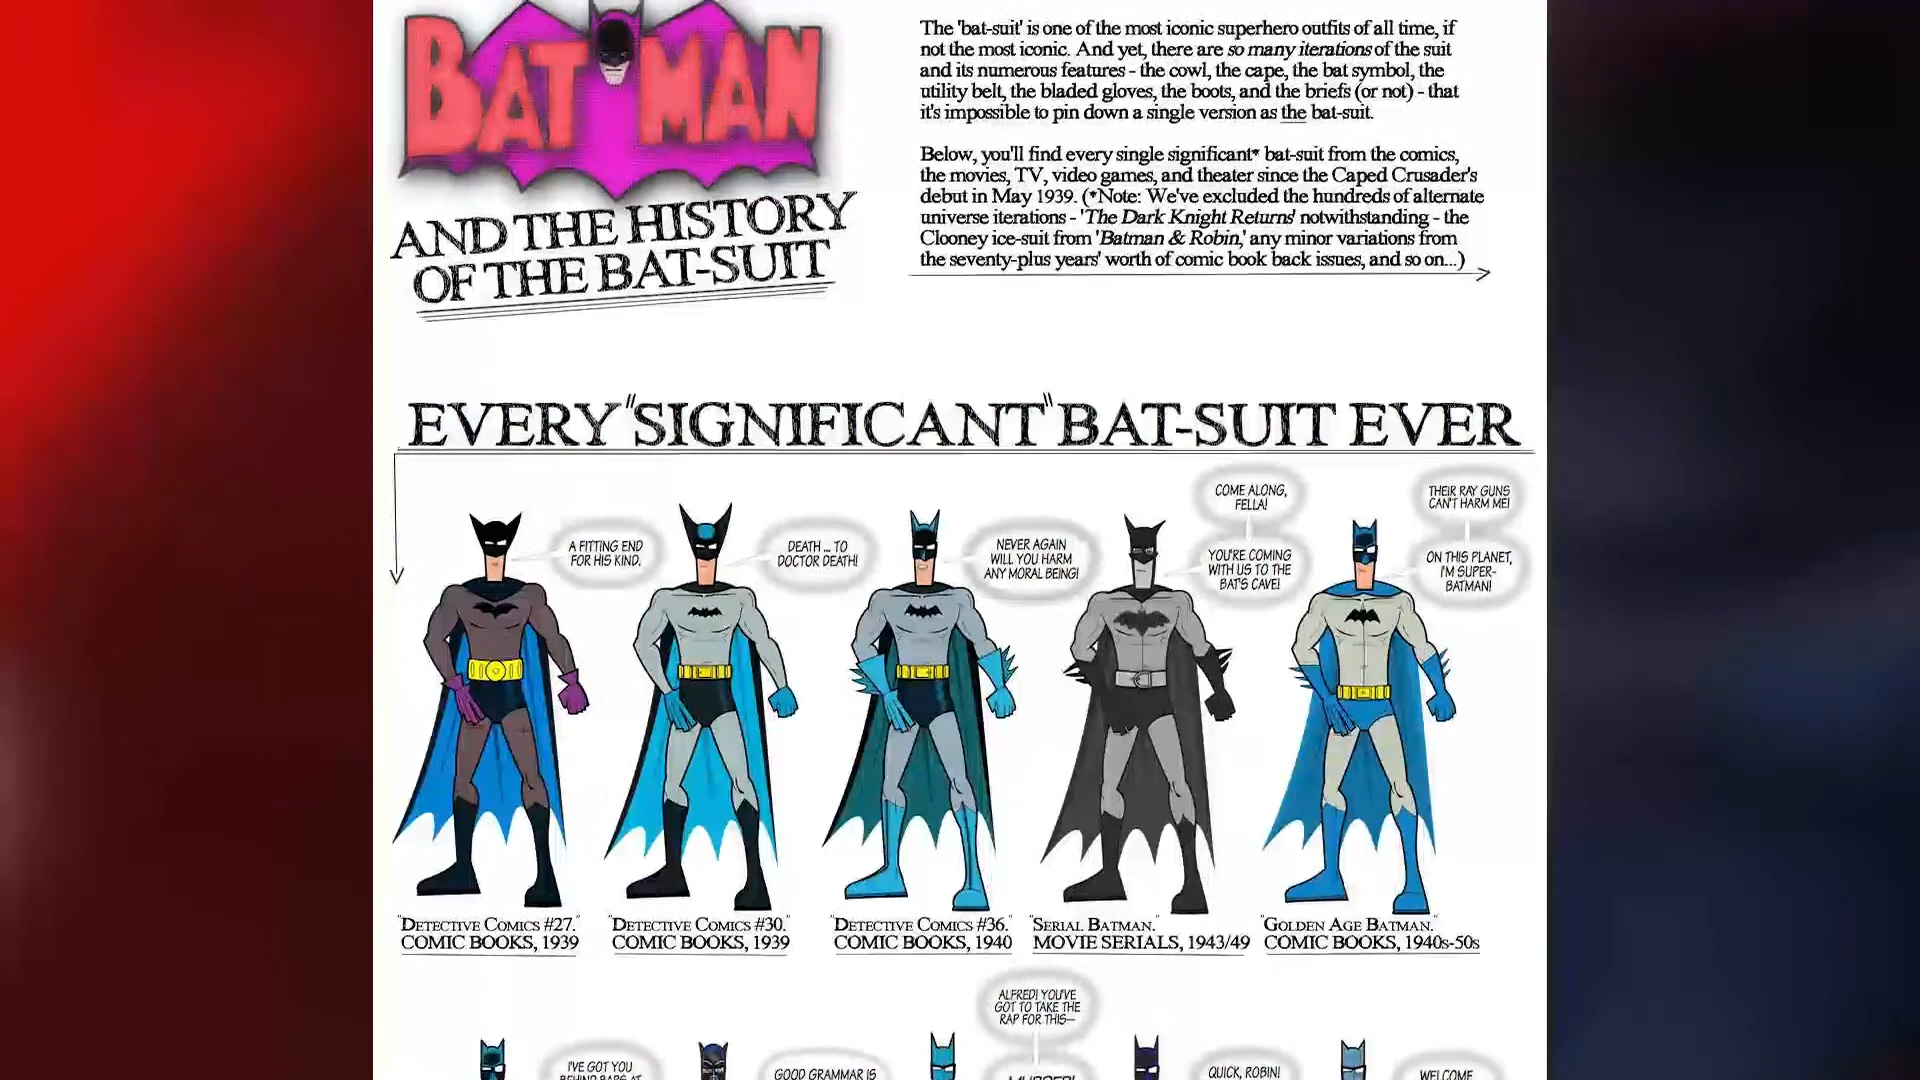 BATMAN
AND THE HISTORY
OF THE BAT-SUIT
The 'bat-suit' is one of the most iconic superhero outfits of all time, if
not the most iconic. And yet, there are so many iterations of the suit
and its numerous features - the cowl, the cape, the bat symbol, the
utility belt, the bladed gloves, the boots, and the briefs (or not) - that
it's impossible to pin down a single version as the bat-suit.
Below, you'll find every single significant* bat-suit from the comics,
the movies, TV, video games, and theater since the Caped Crusader's
debut in May 1939. (*Note: We've excluded the hundreds of alternate
universe iterations - 'The Dark Knight Returns' notwithstanding - the
Clooney ice-suit from 'Batman & Robin,' any minor variations from
the seventy-plus years' worth of comic book back issues, and so on...)
EVERY "SIGNIFICANT" BAT-SUIT EVER
A FITTING END
FOR HIS KIND.
DEATH ... TO
DOCTOR DEATH!
NEVER AGAIN
WILL YOU HARM
ANY MORAL BEING!
COME ALONG,
FELLA!
YOU'RE COMING
WITH US TO THE
BAT'S CAVE!
THEIR RAY GUNS
CAN'T HARM ME!
ON THIS PLANET,
I'M SUPER-
BATMAN!
"DETECTIVE COMICS #27."
COMIC BOOKS, 1939
"DETECTIVE COMICS #30."
COMIC BOOKS, 1939
"DETECTIVE COMICS #36."
COMIC BOOKS, 1940
"SERIAL BATMAN."
MOVIE SERIALS, 1943/49
"GOLDEN AGE BATMAN."
COMIC BOOKS, 1940s-50s
I'VE GOT YOU
BEHIND BARS AT
GOOD GRAMMAR IS
ALFRED! YOU'VE
GOT TO TAKE THE
RAP FOR THIS—
MURDER!
QUICK, ROBIN!
WELCOME